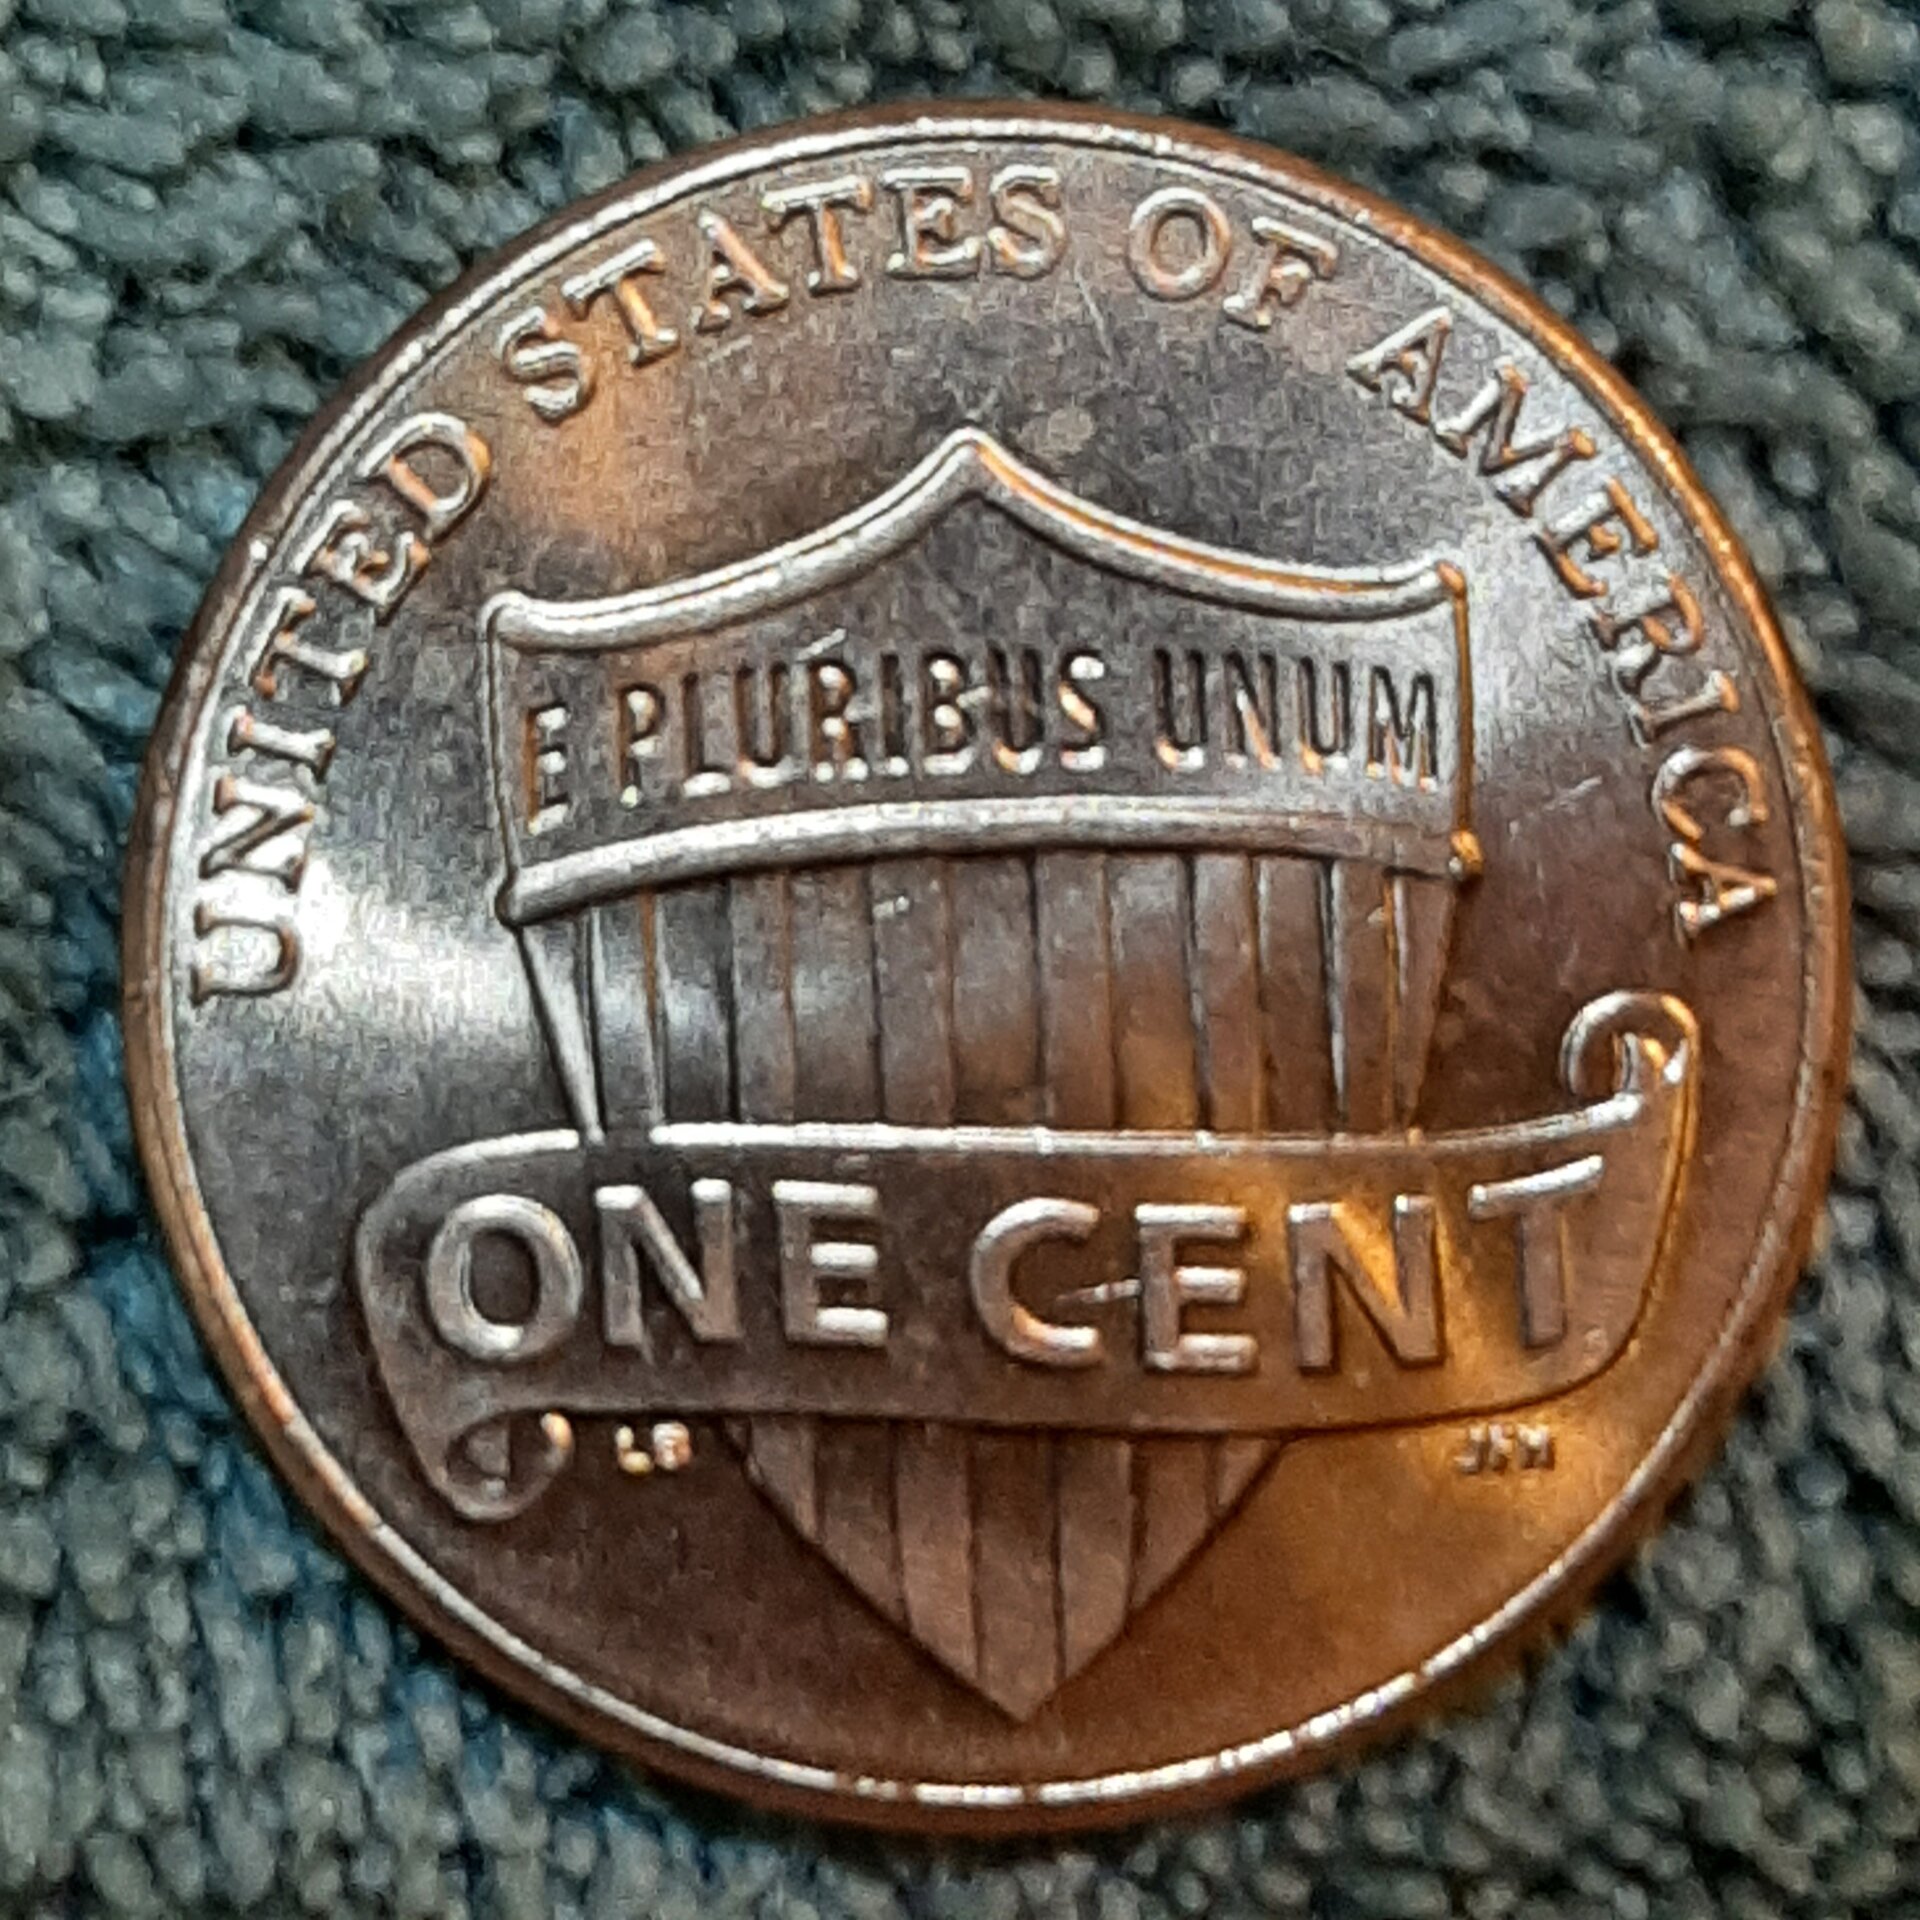 UNITED STATES OF AMERICA
E PLURIBUS UNUM
ONE CENT
LB JFM